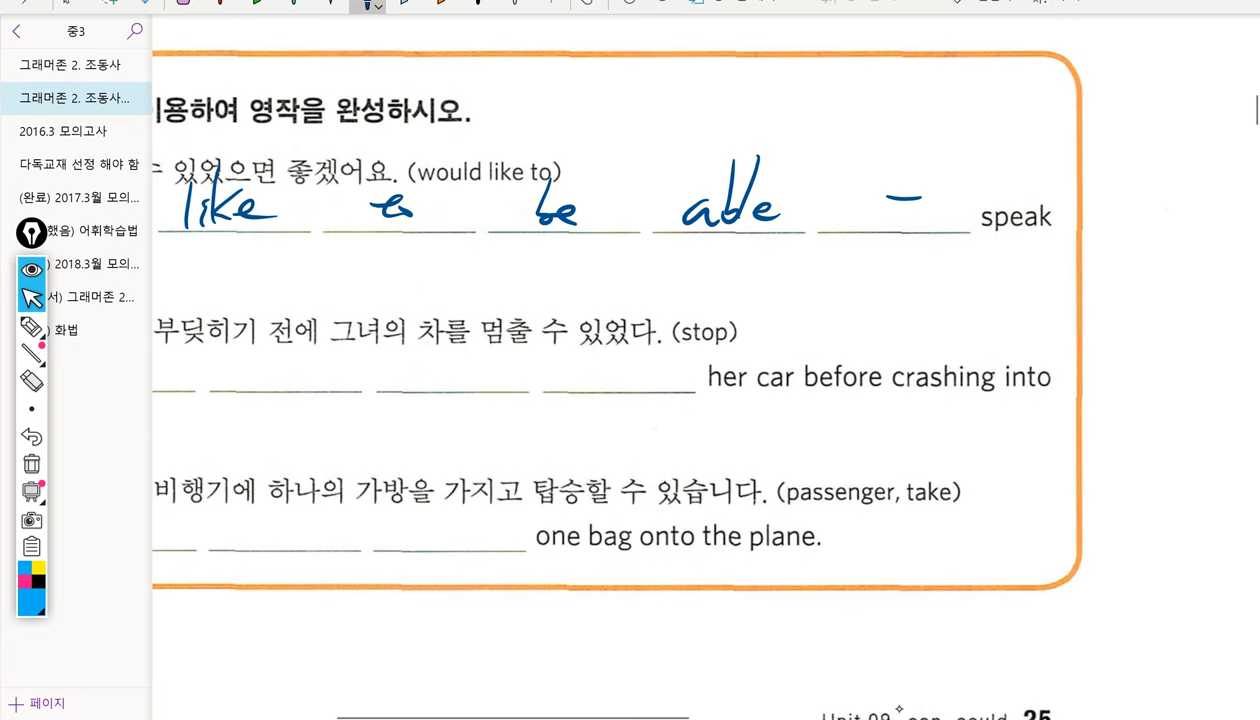 중3
그래머존 2. 조동사
그래머존 2. 조동사...
2016.3 모의고사
다독교재 선정 해야 함
(완료) 2017.3월 모의...
했음) 어휘학습법
) 2018.3월 모의...
서) 그래머존 2...
) 화법
페이지
이용하여 영작을 완성하시오.
수 있었으면 좋겠어요. (would like to)
like to be able speak
부딪히기 전에 그녀의 차를 멈출 수 있었다. (stop)
her car before crashing into
비행기에 하나의 가방을 가지고 탑승할 수 있습니다. (passenger, take)
one bag onto the plane.
Unit 09 can, could 25